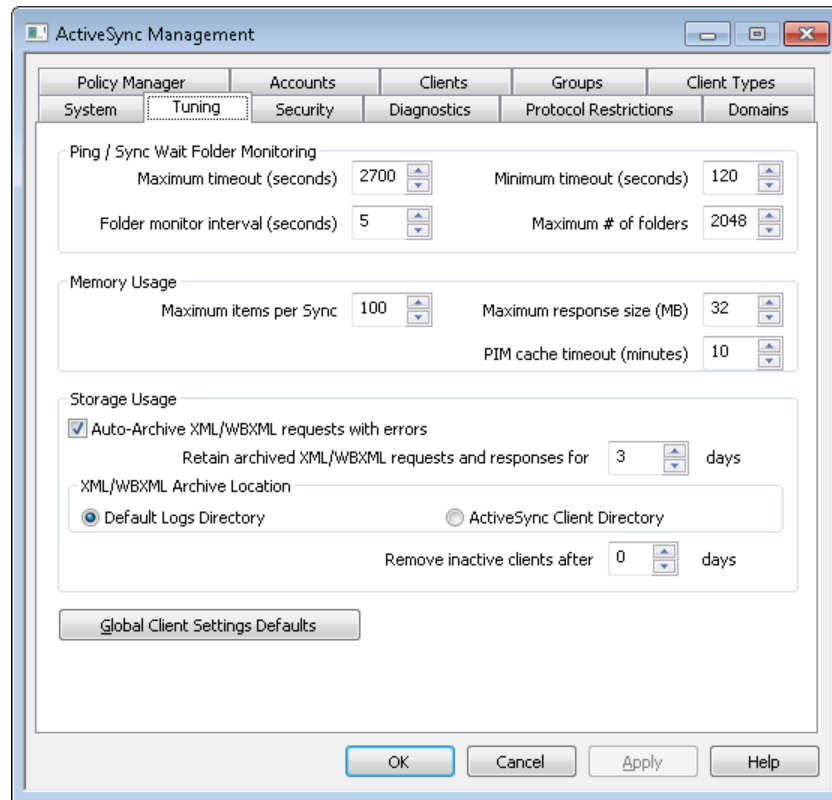 ActiveSync Management
Policy Manager Accounts Clients Groups Client Types
System Tuning Security Diagnostics Protocol Restrictions Domains
Ping / Sync Wait Folder Monitoring
Maximum timeout (seconds) 2700 Minimum timeout (seconds) 120
Folder monitor interval (seconds) 5 Maximum # of folders 2048
Memory Usage
Maximum items per Sync 100 Maximum response size (MB) 32
PIM cache timeout (minutes) 10
Storage Usage
Auto-Archive XML/WBXML requests with errors
Retain archived XML/WBXML requests and responses for 3 days
XML/WBXML Archive Location
Default Logs Directory ActiveSync Client Directory
Remove inactive clients after 0 days
Global Client Settings Defaults
OK Cancel Apply Help